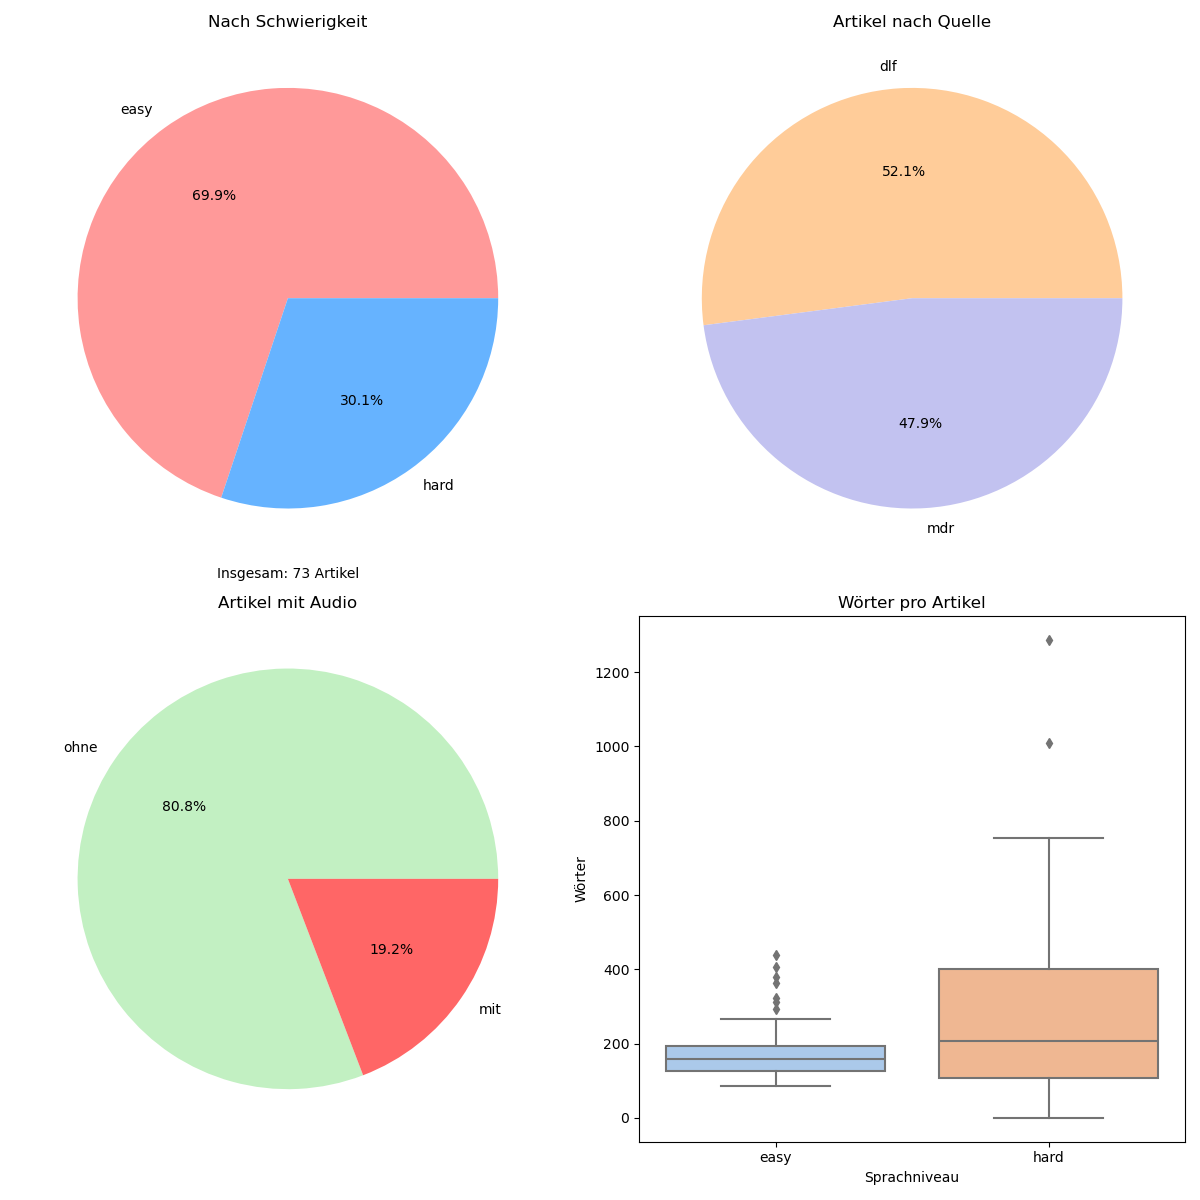 Nach Schwierigkeit
easy
69.9%
30.1%
hard
Insgesam: 73 Artikel
Artikel nach Quelle
dlf
52.1%
47.9%
mdr
Artikel mit Audio
ohne
80.8%
19.2%
mit
Wörter pro Artikel
1200
1000
800
600
400
200
0
Wörter
easy
hard
Sprachniveau